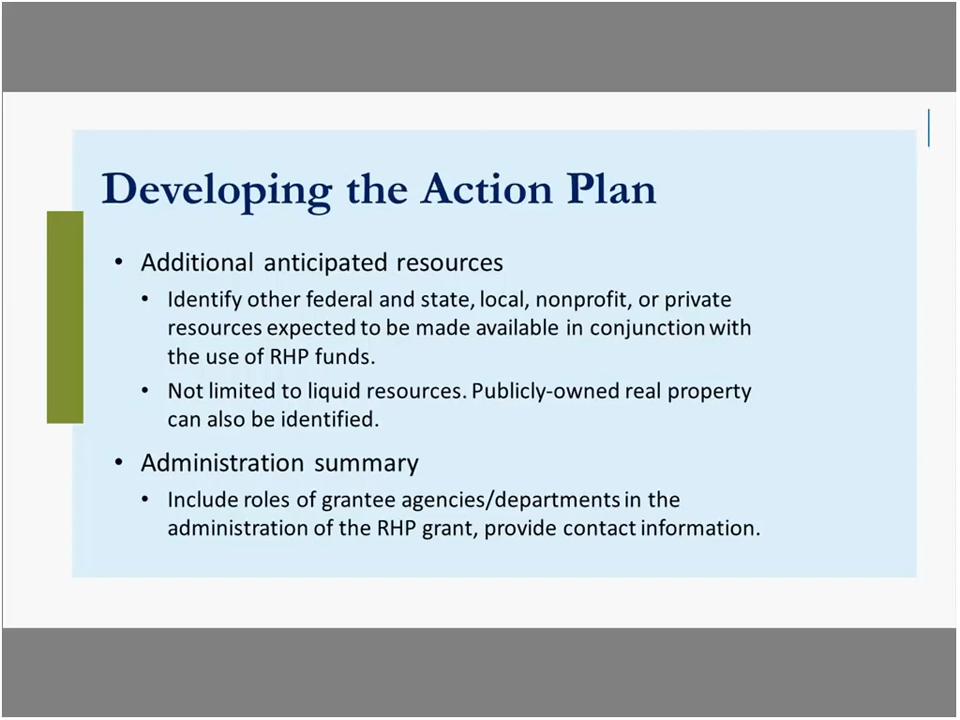 Developing the Action Plan
• Additional anticipated resources
• Identify other federal and state, local, nonprofit, or private
resources expected to be made available in conjunction with
the use of RHP funds.
• Not limited to liquid resources. Publicly-owned real property
can also be identified.
• Administration summary
• Include roles of grantee agencies/departments in the
administration of the RHP grant, provide contact information.